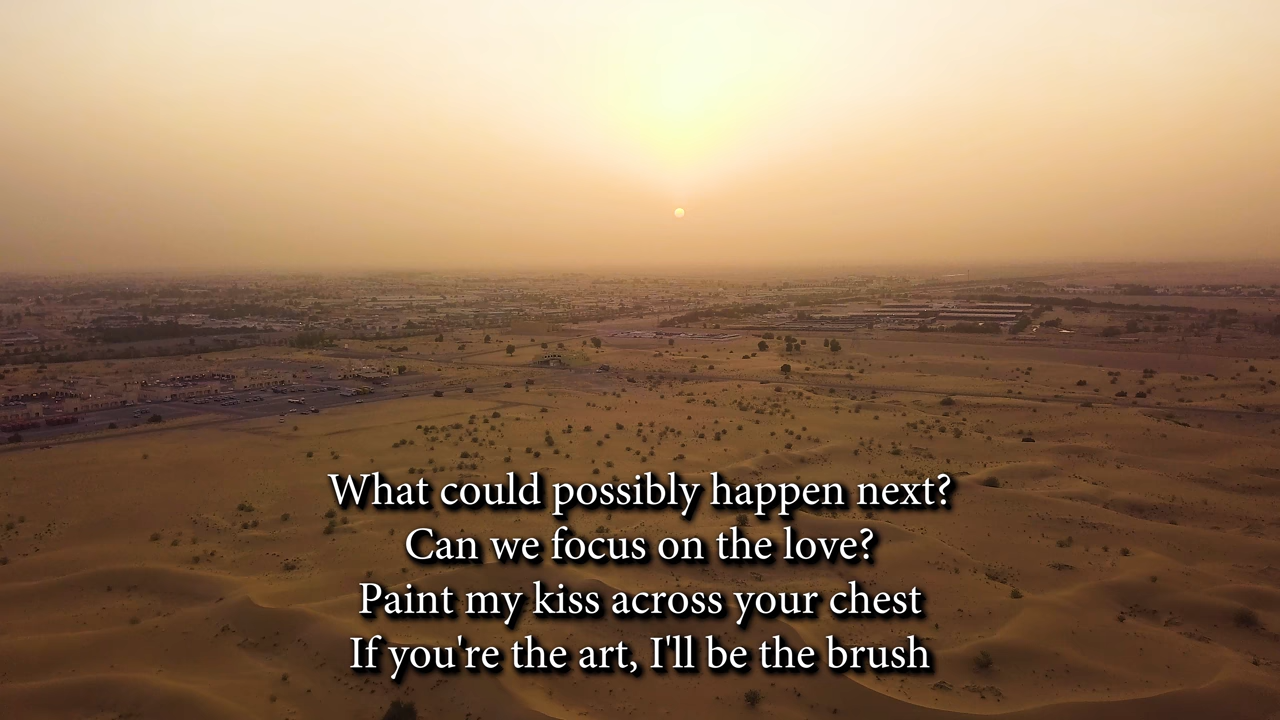 What could possibly happen next?
Can we focus on the love?
Paint my kiss across your chest
If you're the art, I'll be the brush